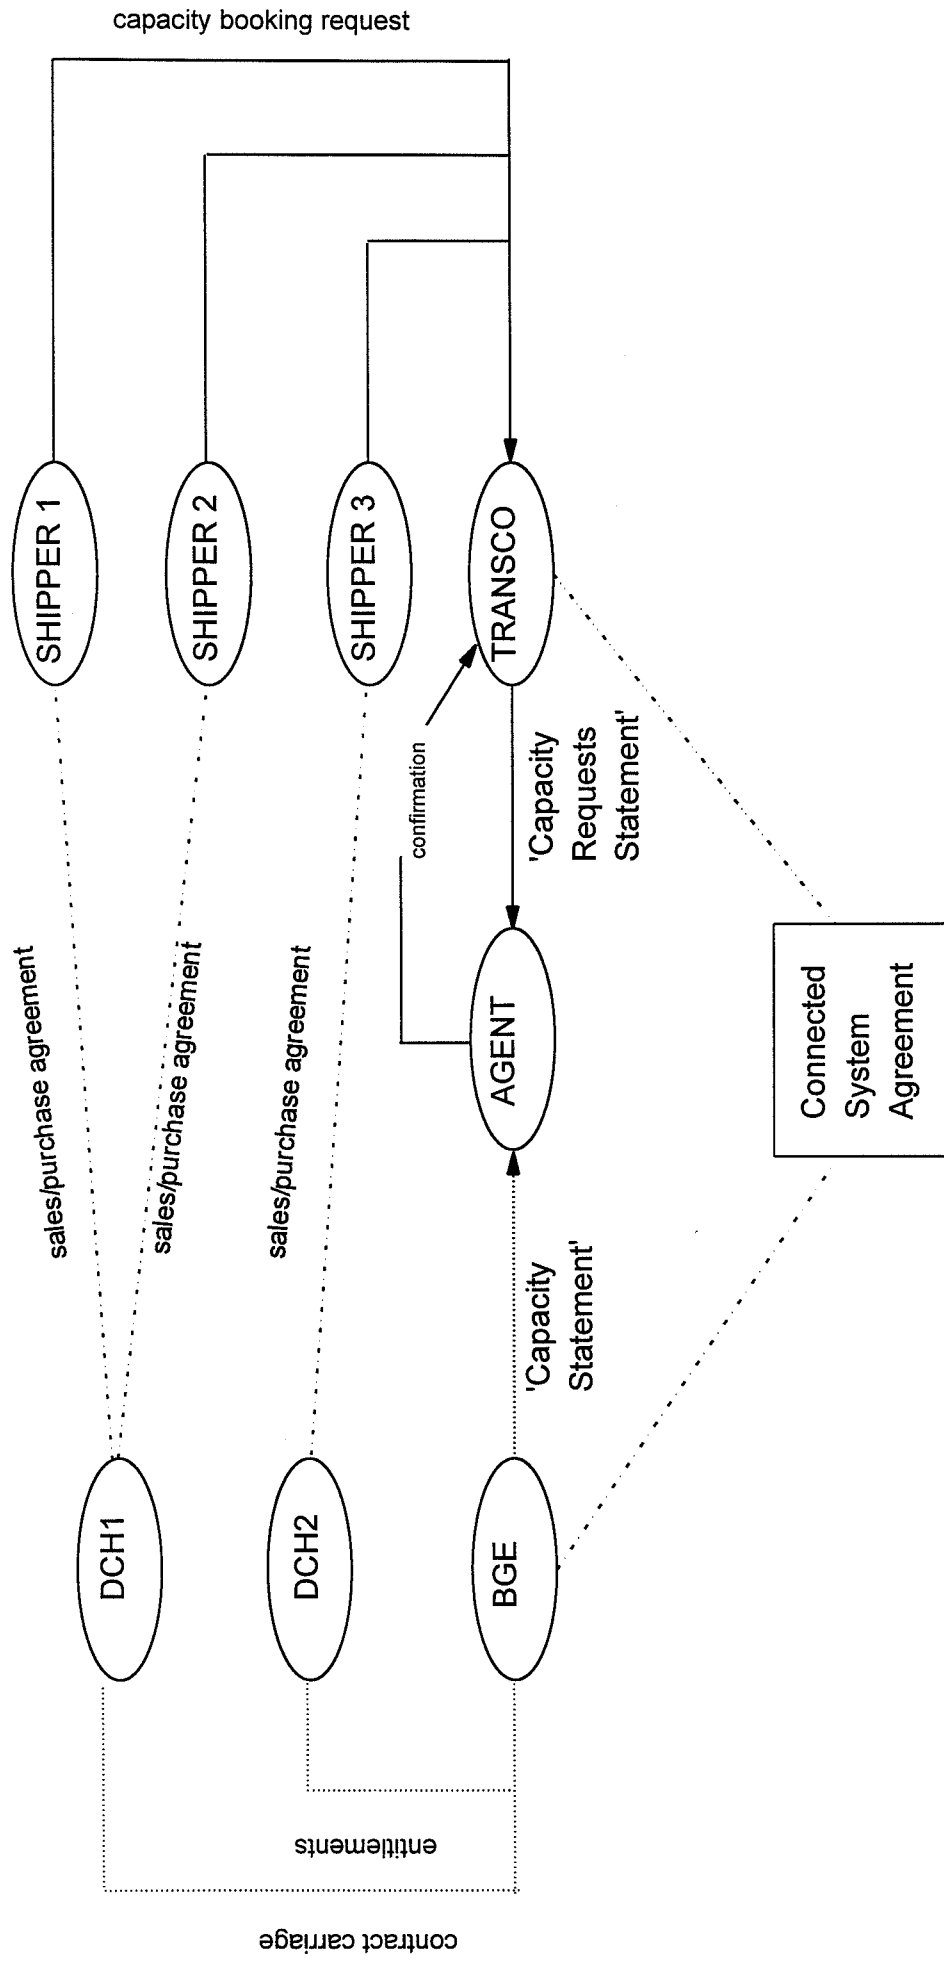 capacity booking request
SHIPPER 1
SHIPPER 2
SHIPPER 3
TRANSCO
confirmation
'Capacity
Requests
Statement'
sales/purchase agreement
sales/purchase agreement
sales/purchase agreement
AGENT
Connected
System
Agreement
'Capacity
Statement'
DCH1
DCH2
BGE
entitlements
contract carriage